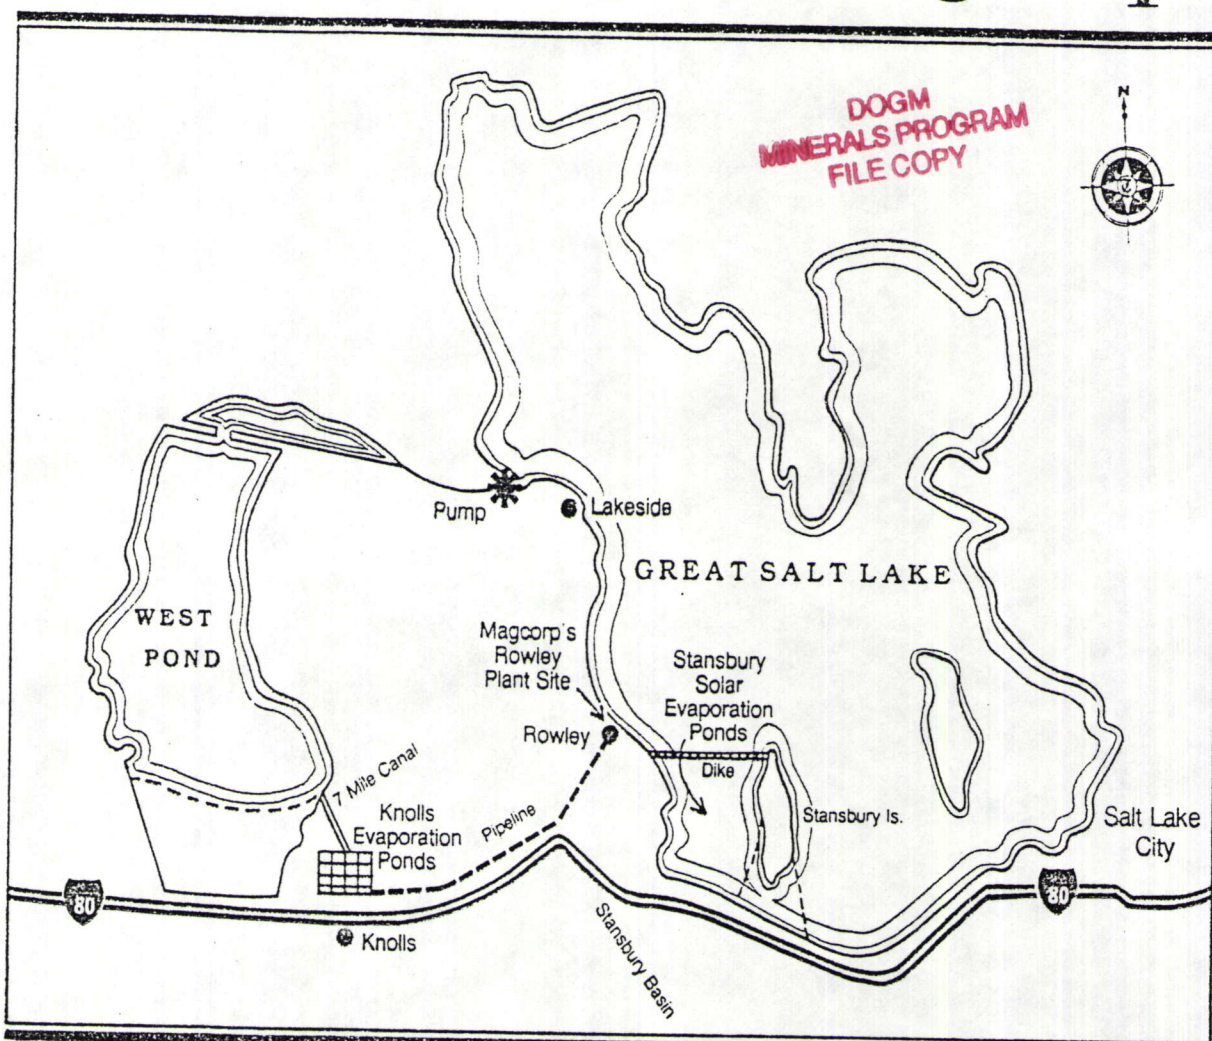 N
DOGM
MINERALS PROGRAM
FILE COPY
N
Pump
Lakeside
GREAT SALT LAKE
WEST
POND
Magcorp's
Rowley
Plant Site
Stansbury
Solar
Evaporation
Ponds
Rowley
Dike
7 Mile Canal
Knolls
Evaporation
Ponds
Pipeline
Stansbury Is.
Salt Lake
City
80
80
Knolls
Stansbury Basin